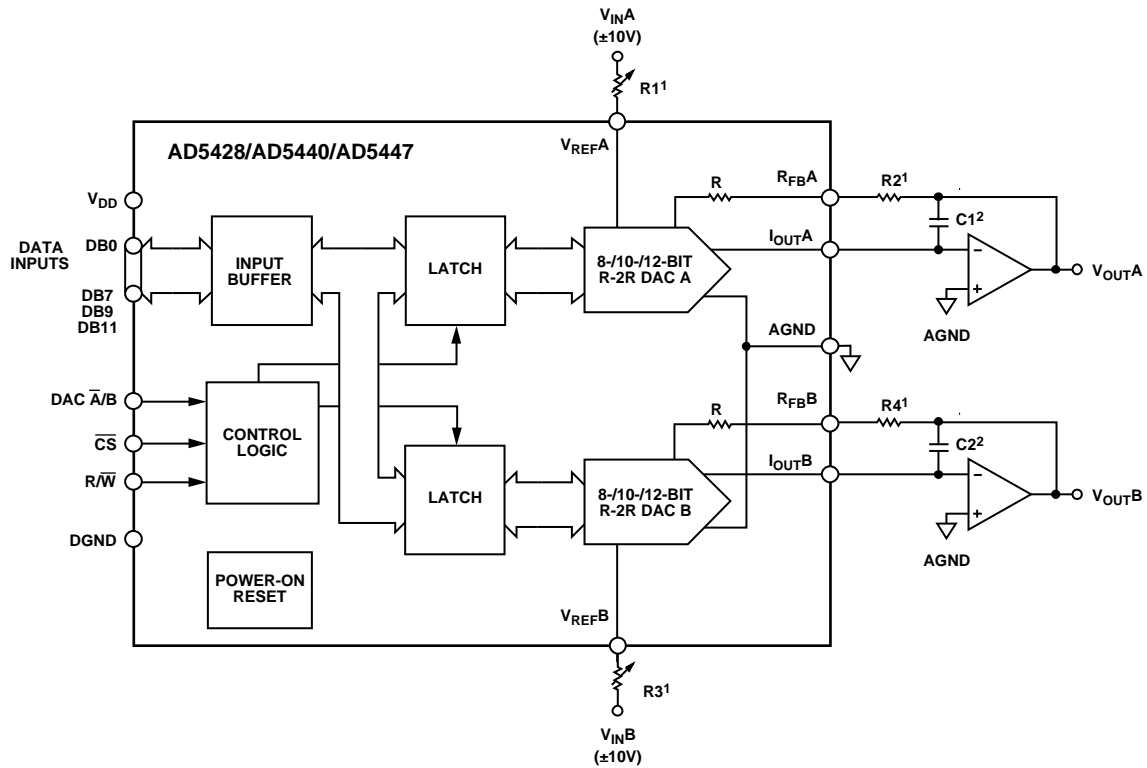 VINA
(±10V)
R1¹
VREFA
AD5428/AD5440/AD5447
VDD
DATA
INPUTS
DB0
DB7
DB9
DB11
INPUT
BUFFER
LATCH
8-/10-/12-BIT
R-2R DAC A
R
RFBA
R2¹
C1²
IOUTA
–
+
VOUTA
AGND
AGND
DAC A̅/B
C̅S̅
R/W̅
DGND
CONTROL
LOGIC
POWER-ON
RESET
LATCH
8-/10-/12-BIT
R-2R DAC B
R
RFBB
R4¹
C2²
IOUTB
–
+
VOUTB
AGND
VREFB
R3¹
VINB
(±10V)